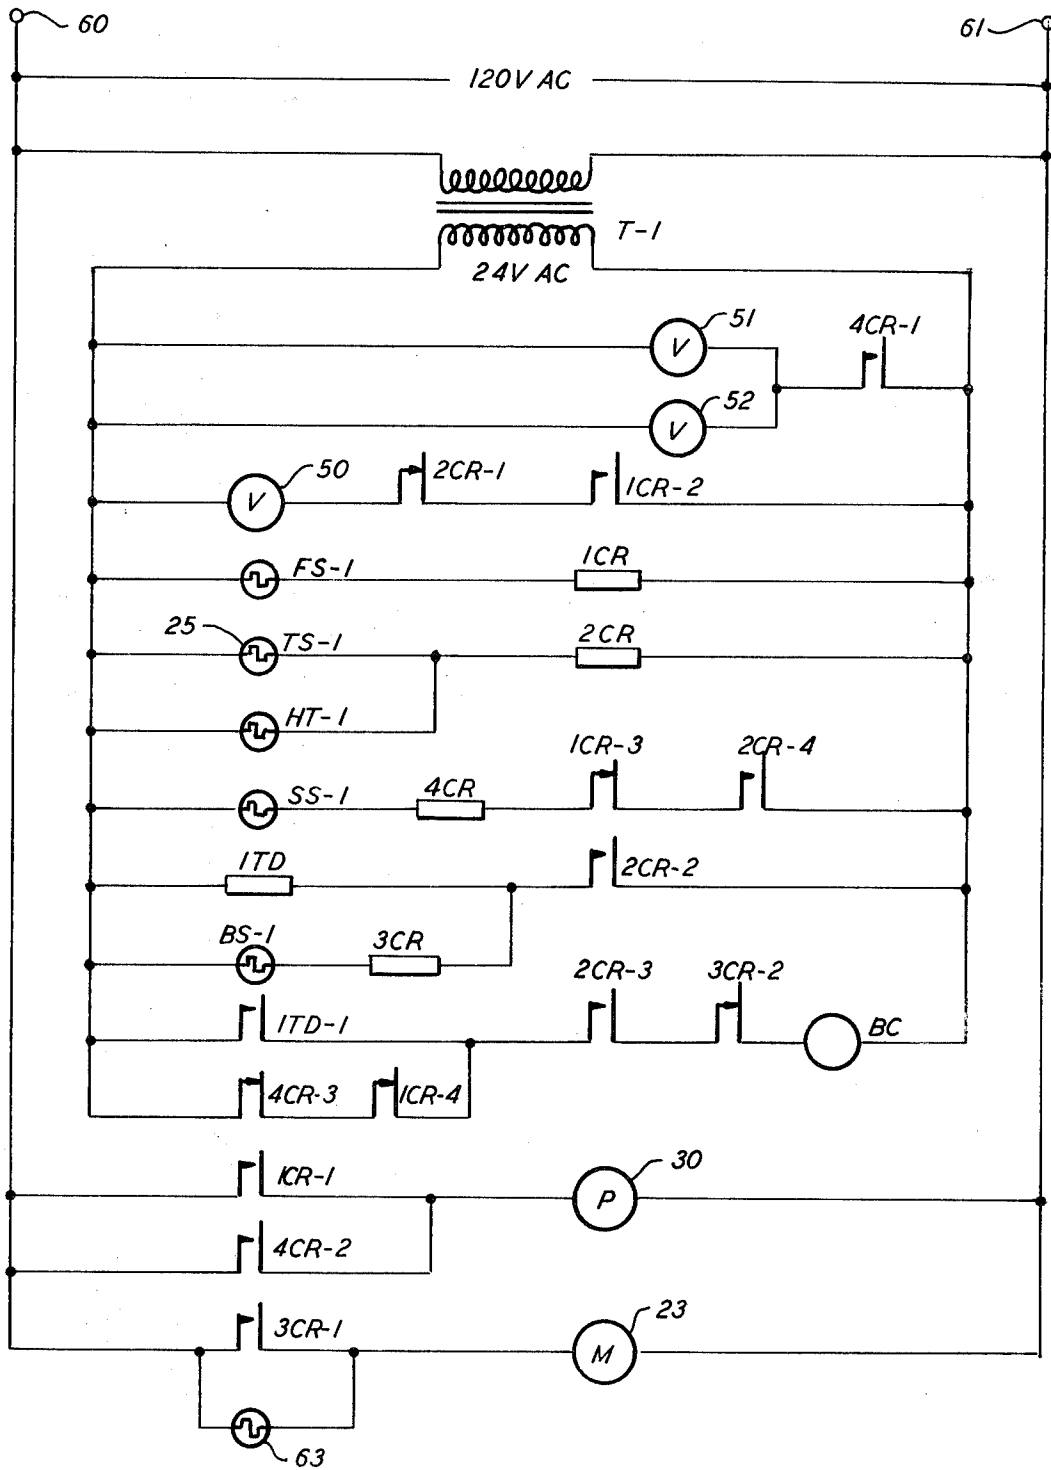 60
61
120V AC
T-1
24V AC
51
4CR-1
V
52
V
50
2CR-1
1CR-2
V
FS-1
1CR
25
TS-1
2CR
HT-1
1CR-3
2CR-4
SS-1
4CR
1TD
2CR-2
BS-1
3CR
2CR-3
3CR-2
1TD-1
BC
4CR-3
1CR-4
1CR-1
30
P
4CR-2
3CR-1
23
M
63